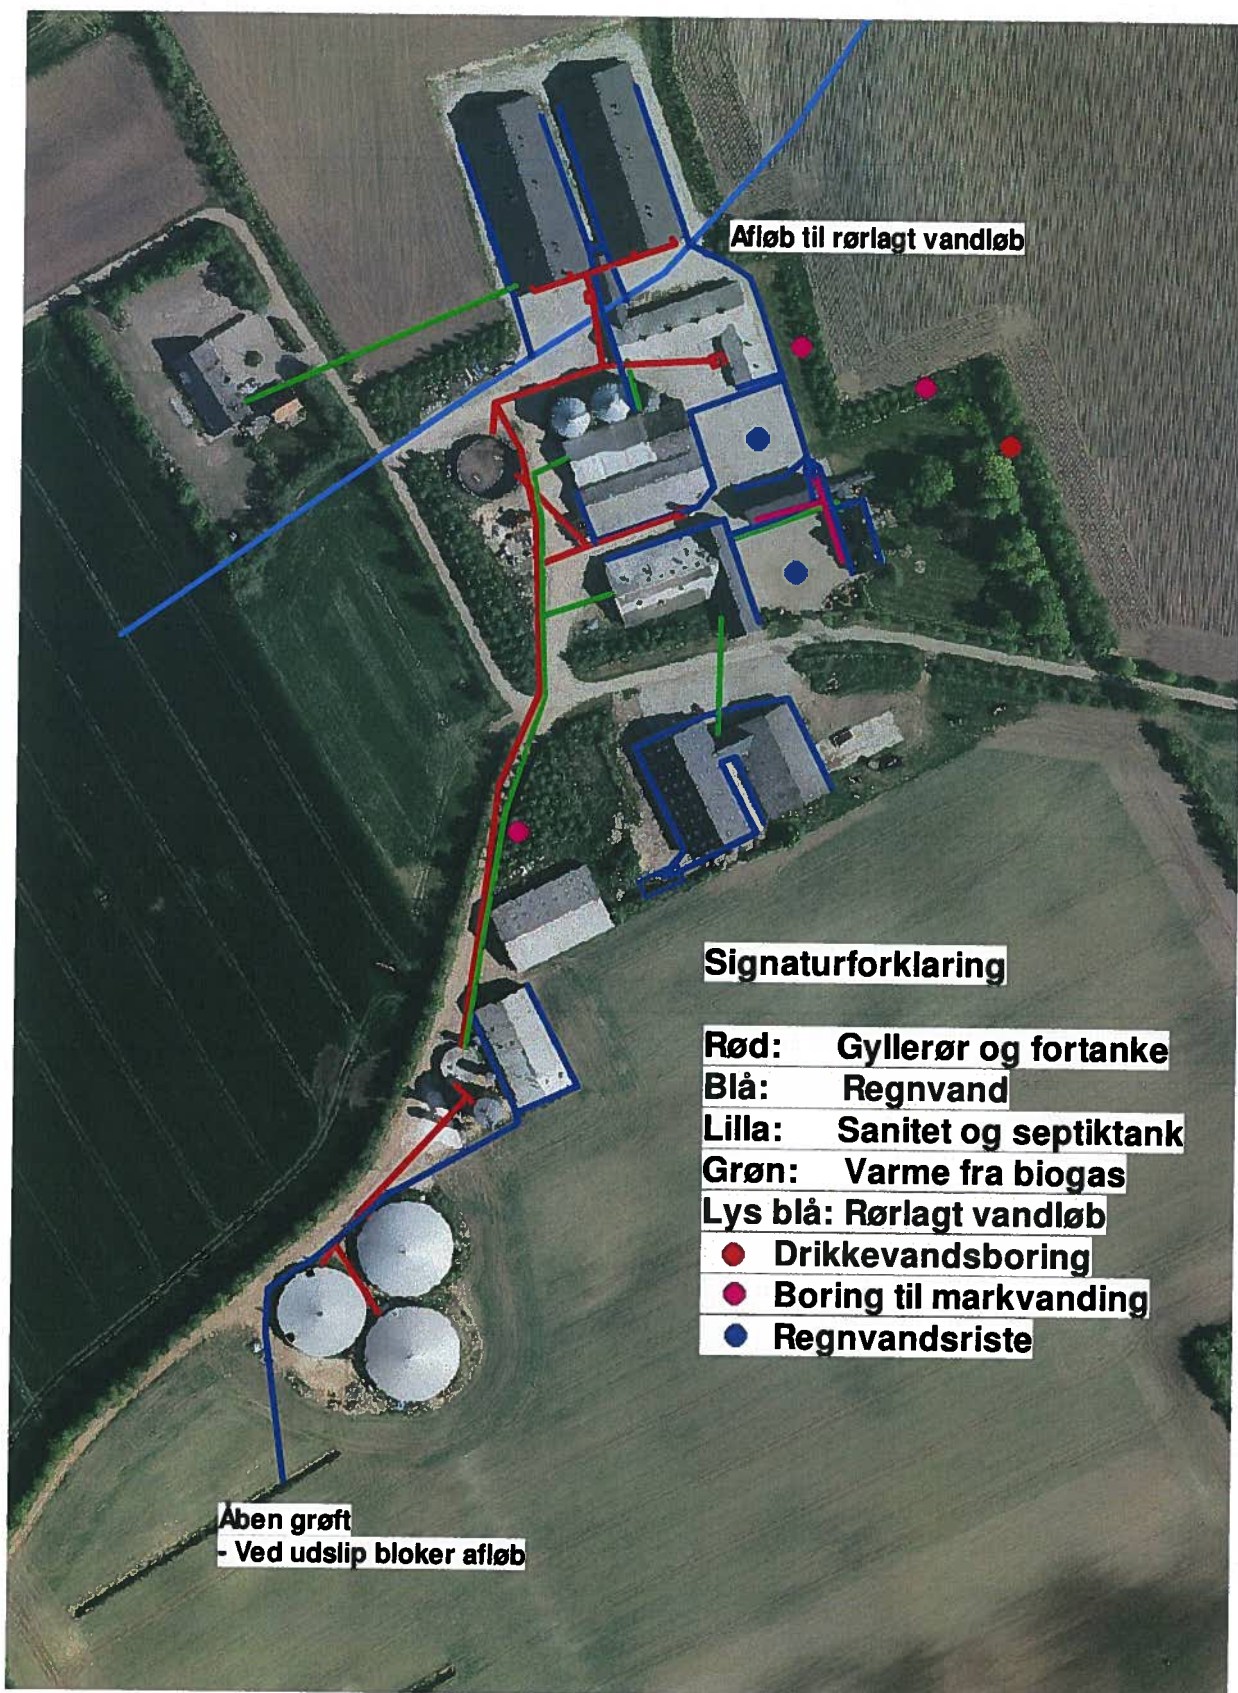 Afløb til rørlagt vandløb
Signaturforklaring
Rød: Gyllerør og fortanke
Blå: Regnvand
Lilla: Sanitet og septiktank
Grøn: Varme fra biogas
Lys blå: Rørlagt vandløb
Drikkevandsboring
Boring til markvanding
Regnvandsriste
Åben grøft
- Ved udslip bloker afløb